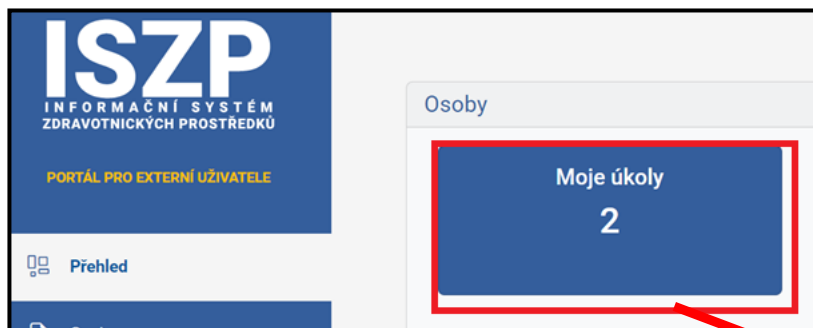 ISZP
INFORMAČNÍ SYSTÉM
ZDRAVOTNICKÝCH PROSTŘEDKŮ
PORTÁL PRO EXTERNÍ UŽIVATELE
Přehled
Osoby
Moje úkoly
2